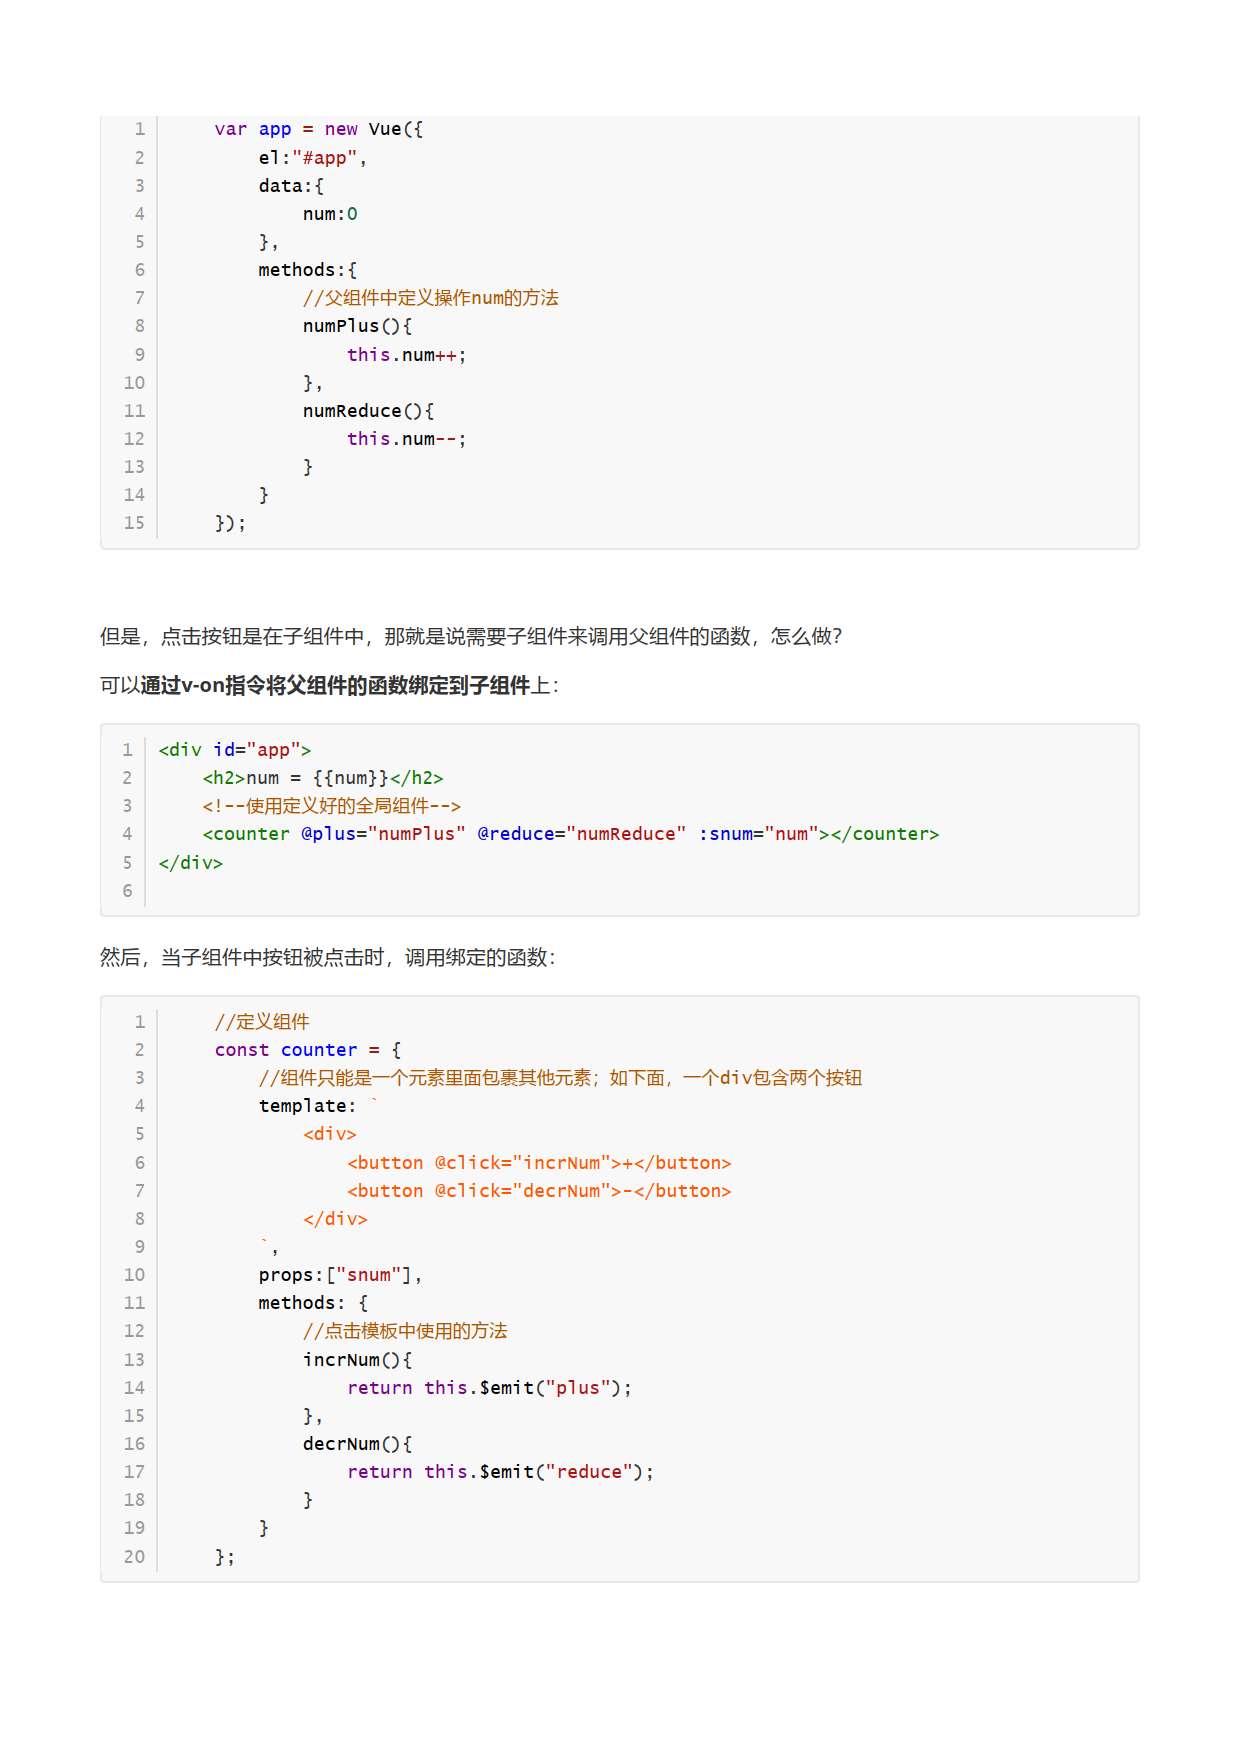 1 var app = new Vue({
2 el:"#app",
3 data:{
4 num:0
5 },
6 methods:{
7 //父组件中定义操作num的方法
8 numPlus(){
9 this.num++;
10 },
11 numReduce(){
12 this.num--;
13 }
14 }
15 });
但是，点击按钮是在子组件中，那就是说需要子组件来调用父组件的函数，怎么做？
可以通过v-on指令将父组件的函数绑定到子组件上：
1 <div id="app">
2 <h2>num = {{num}}</h2>
3 <!--使用定义好的全局组件-->
4 <counter @plus="numPlus" @reduce="numReduce" :snum="num"></counter>
5 </div>
6
然后，当子组件中按钮被点击时，调用绑定的函数：
1 //定义组件
2 const counter = {
3 //组件只能是一个元素里面包裹其他元素；如下面，一个div包含两个按钮
4 template: `
5 <div>
6 <button @click="incrNum">+</button>
7 <button @click="decrNum">-</button>
8 </div>
9 `,
10 props:["snum"],
11 methods: {
12 //点击模板中使用的方法
13 incrNum(){
14 return this.$emit("plus");
15 },
16 decrNum(){
17 return this.$emit("reduce");
18 }
19 }
20 };